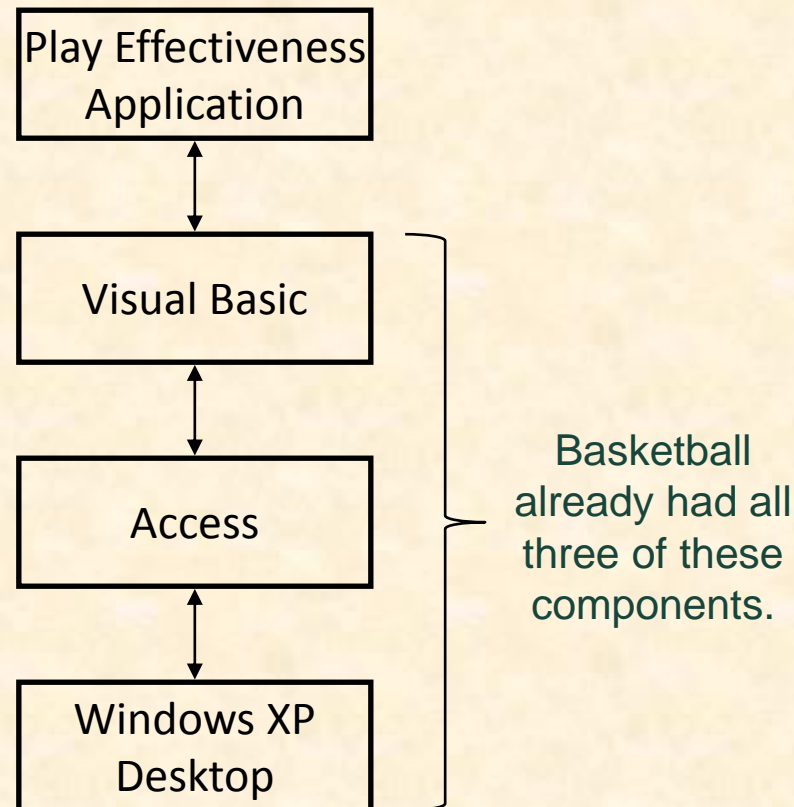 Play Effectiveness
Application
Visual Basic
Access
Windows XP
Desktop
Basketball
already had all
three of these
components.